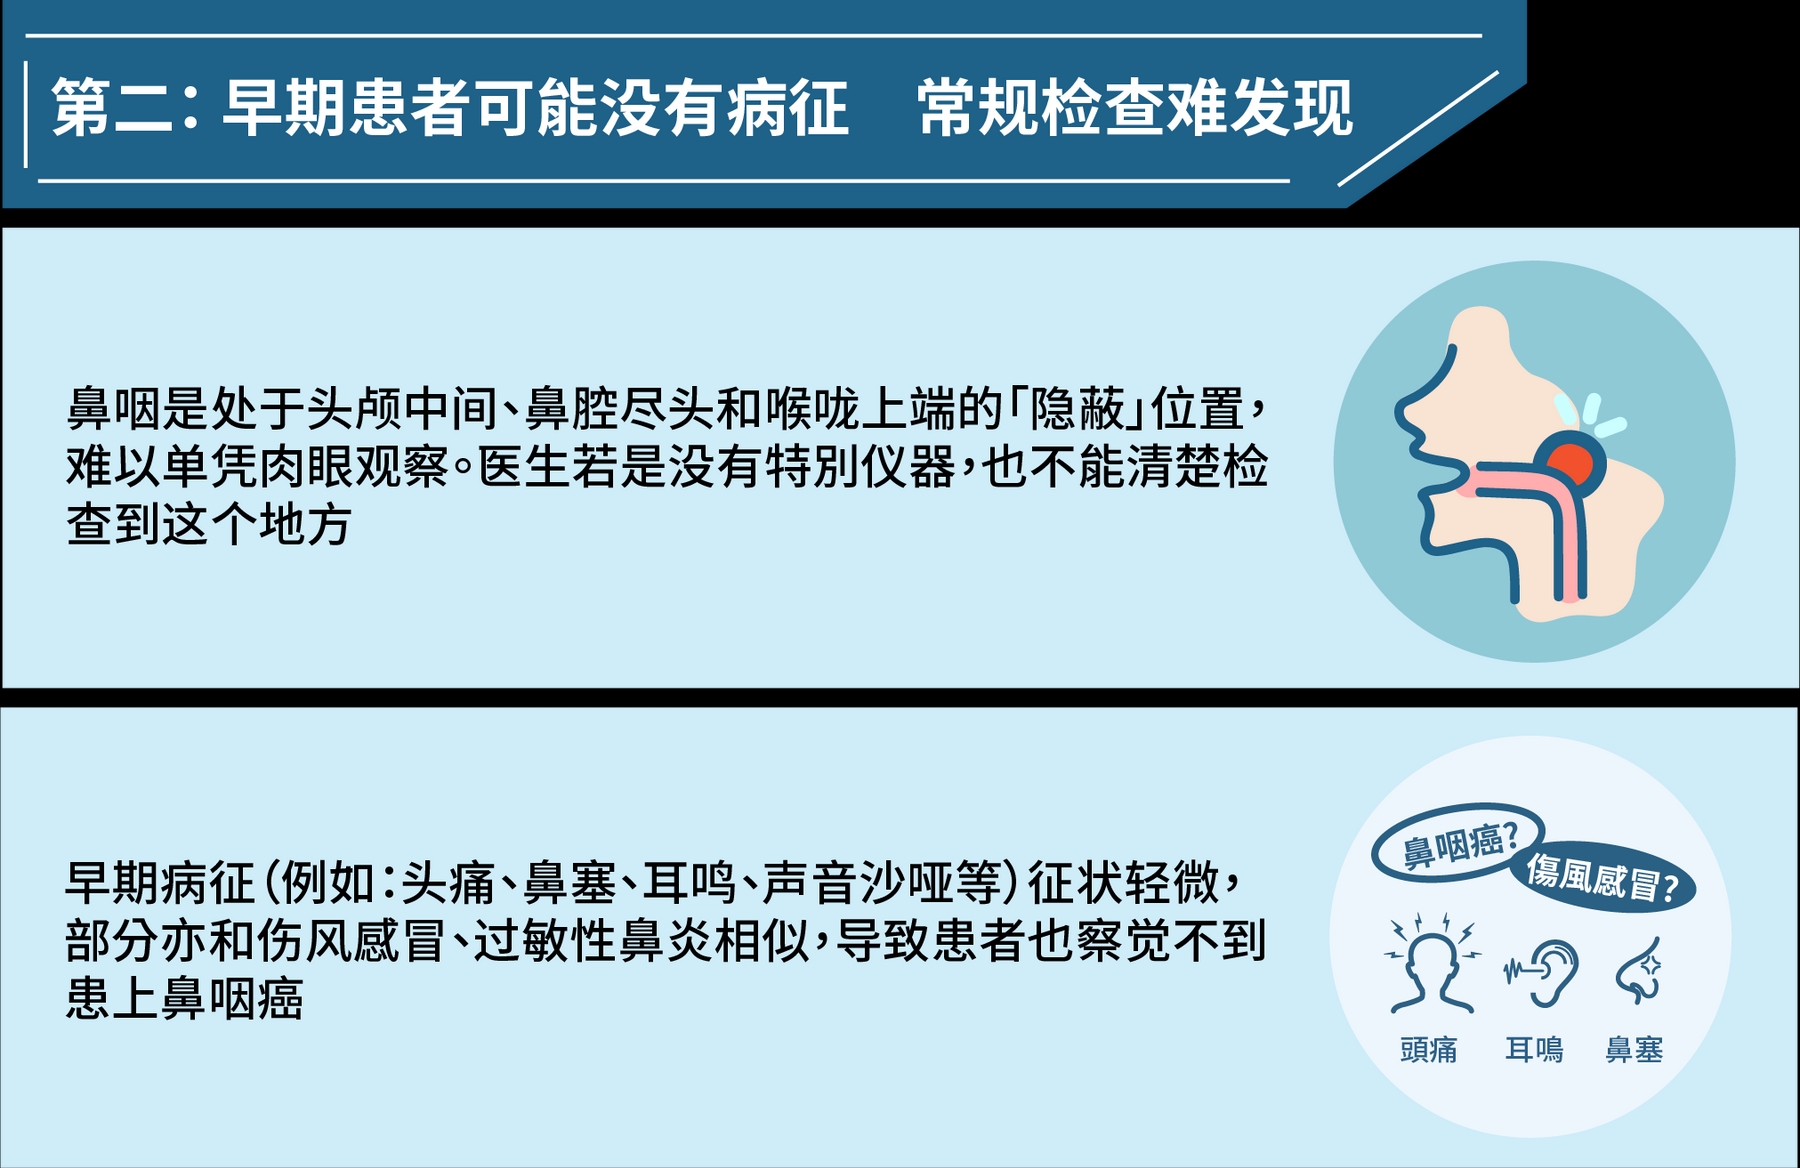 第二：早期患者可能没有病征　常规检查难发现
鼻咽是处于头颅中间、鼻腔尽头和喉咙上端的「隐蔽」位置，
难以单凭肉眼观察。医生若是没有特別仪器，也不能清楚检
查到这个地方
早期病征（例如：头痛、鼻塞、耳鸣、声音沙哑等）征状轻微，
部分亦和伤风感冒、过敏性鼻炎相似，导致患者也察觉不到
患上鼻咽癌
鼻咽癌？
傷風感冒？
頭痛
耳鳴
鼻塞